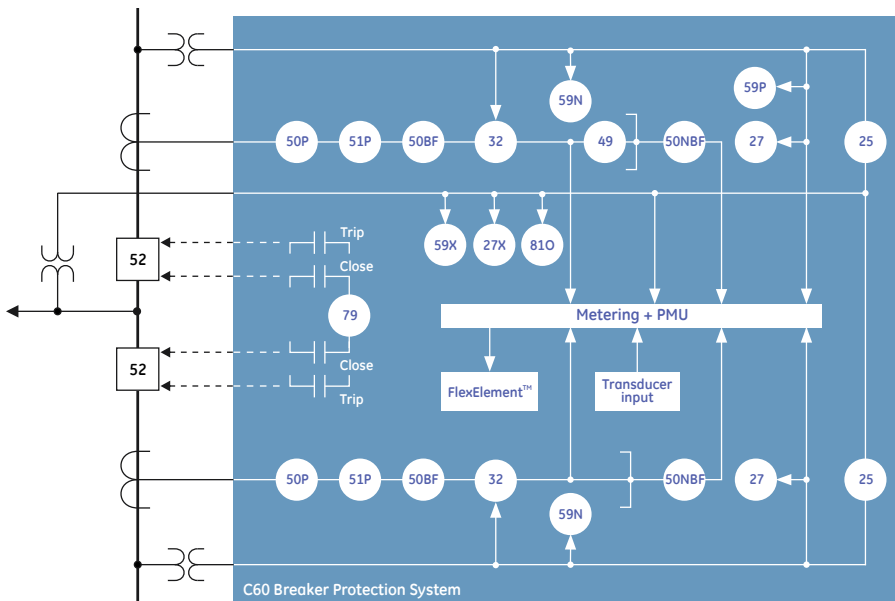 59N
59P
50P 51P 50BF 32 49 50NBF 27 25
Trip
59X 27X 81O
52
Close
79
Metering + PMU
52
Close
FlexElement™
Transducer
input
Trip
50P 51P 50BF 32 50NBF 27 25
59N
C60 Breaker Protection System